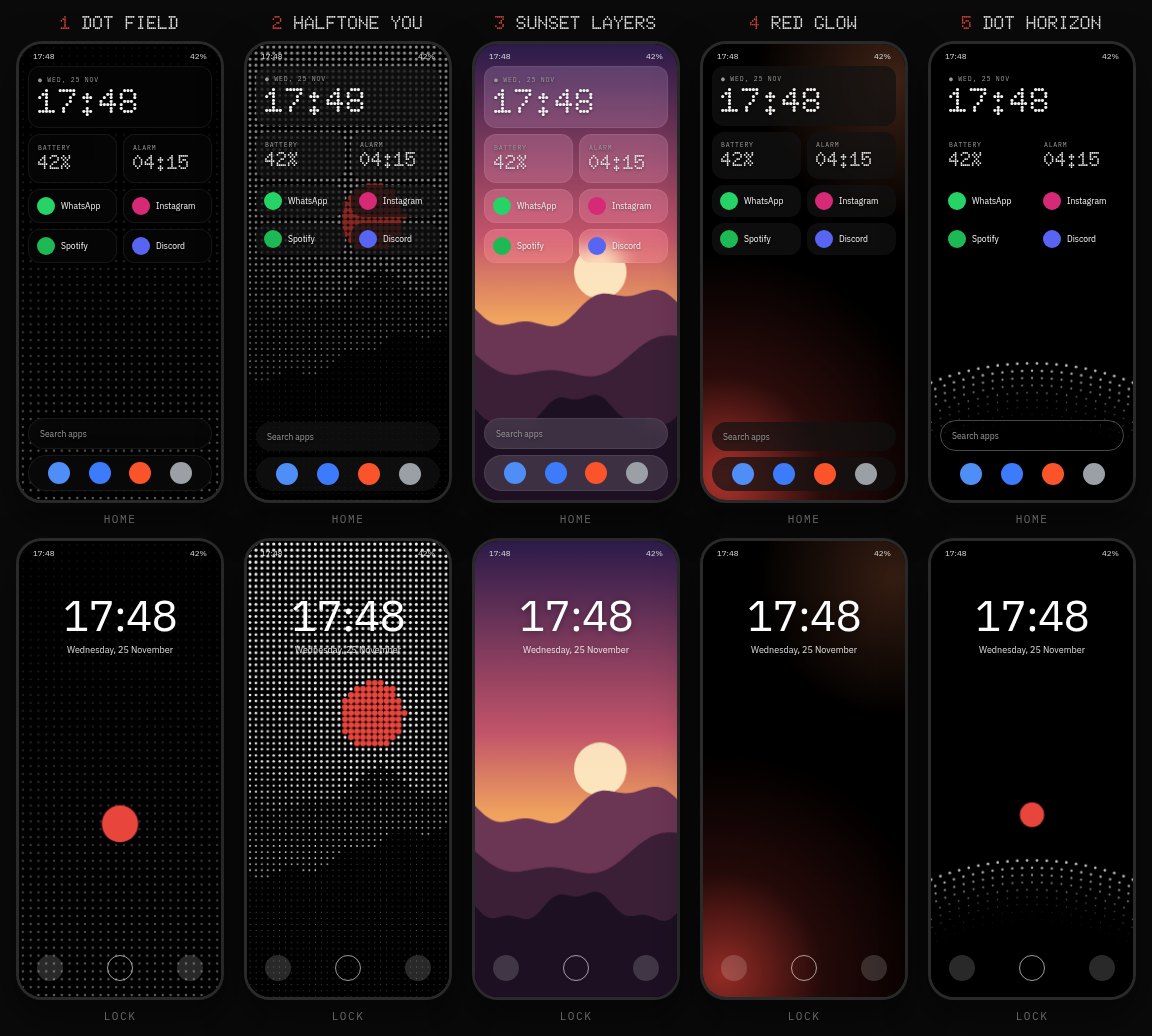 1 DOT FIELD
2 HALFTONE YOU
3 SUNSET LAYERS
4 RED GLOW
5 DOT HORIZON
17:48 42%
WED, 25 NOV
17:48
BATTERY ALARM
42% 04:15
WhatsApp Instagram
Spotify Discord
Search apps
HOME
17:48 42%
WED, 25 NOV
17:48
BATTERY ALARM
42% 04:15
WhatsApp Instagram
Spotify Discord
Search apps
HOME
17:48 42%
WED, 25 NOV
17:48
BATTERY ALARM
42% 04:15
WhatsApp Instagram
Spotify Discord
Search apps
HOME
17:48 42%
WED, 25 NOV
17:48
BATTERY ALARM
42% 04:15
WhatsApp Instagram
Spotify Discord
Search apps
HOME
17:48 42%
WED, 25 NOV
17:48
BATTERY ALARM
42% 04:15
WhatsApp Instagram
Spotify Discord
Search apps
HOME
17:48 42%
17:48
Wednesday, 25 November
LOCK
17:48 42%
17:48
Wednesday, 25 November
LOCK
17:48 42%
17:48
Wednesday, 25 November
LOCK
17:48 42%
17:48
Wednesday, 25 November
LOCK
17:48 42%
17:48
Wednesday, 25 November
LOCK